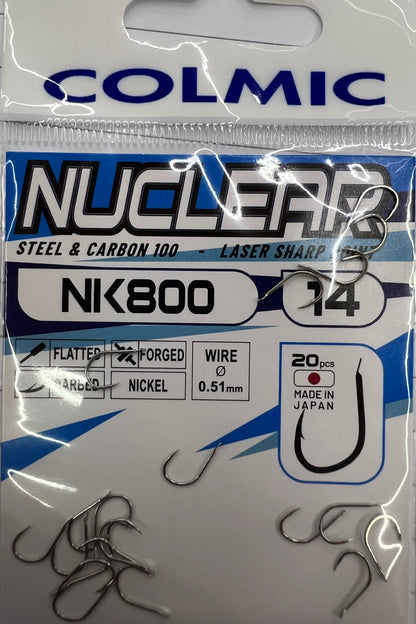 COLMIC
NUCLEAR
STEEL & CARBON 100 - LASER SHARP
NK800
14
FLATTED
FORGED
WIRE
Ø
0.51mm
BARBED
NICKEL
20pcs
MADE IN
JAPAN